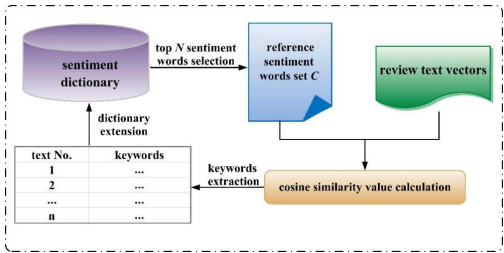 sentiment
dictionary
top N sentiment
words selection
reference
sentiment
words set C
review text vectors
dictionary
extension
text No. keywords
1 ...
2 ...
... ...
n ...
keywords
extraction
cosine similarity value calculation